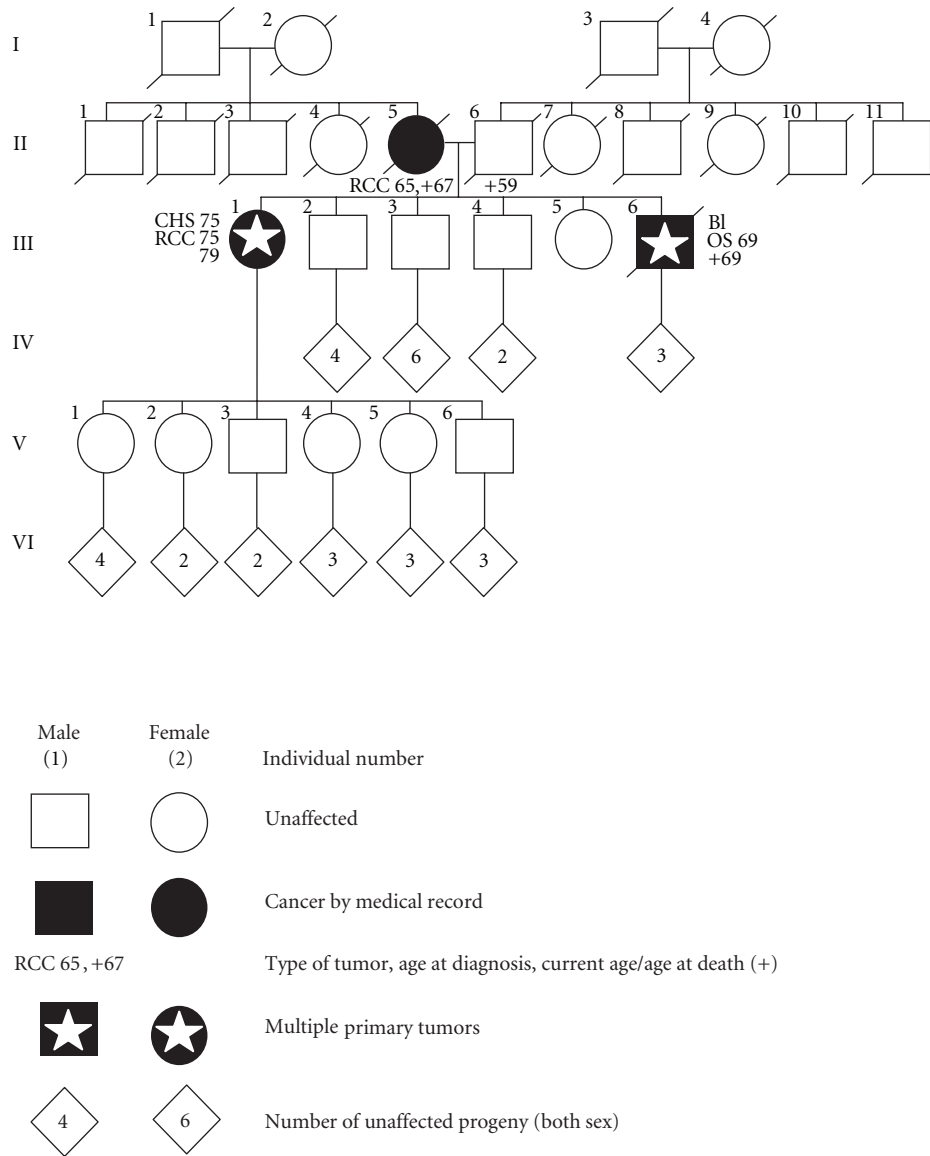 1 2 3 4
I
1 2 3 4 5 6 7 8 9 10 11
II
RCC 65,+67 +59
1 2 3 4 5 6
CHS 75
RCC 75
79
III
Bl
OS 69
+69
IV
4 6 2 3
1 2 3 4 5 6
V
VI
4 2 2 3 3 3
Male Female
(1) (2) Individual number
Unaffected
Cancer by medical record
RCC 65, +67 Type of tumor, age at diagnosis, current age/age at death (+)
Multiple primary tumors
4 6 Number of unaffected progeny (both sex)